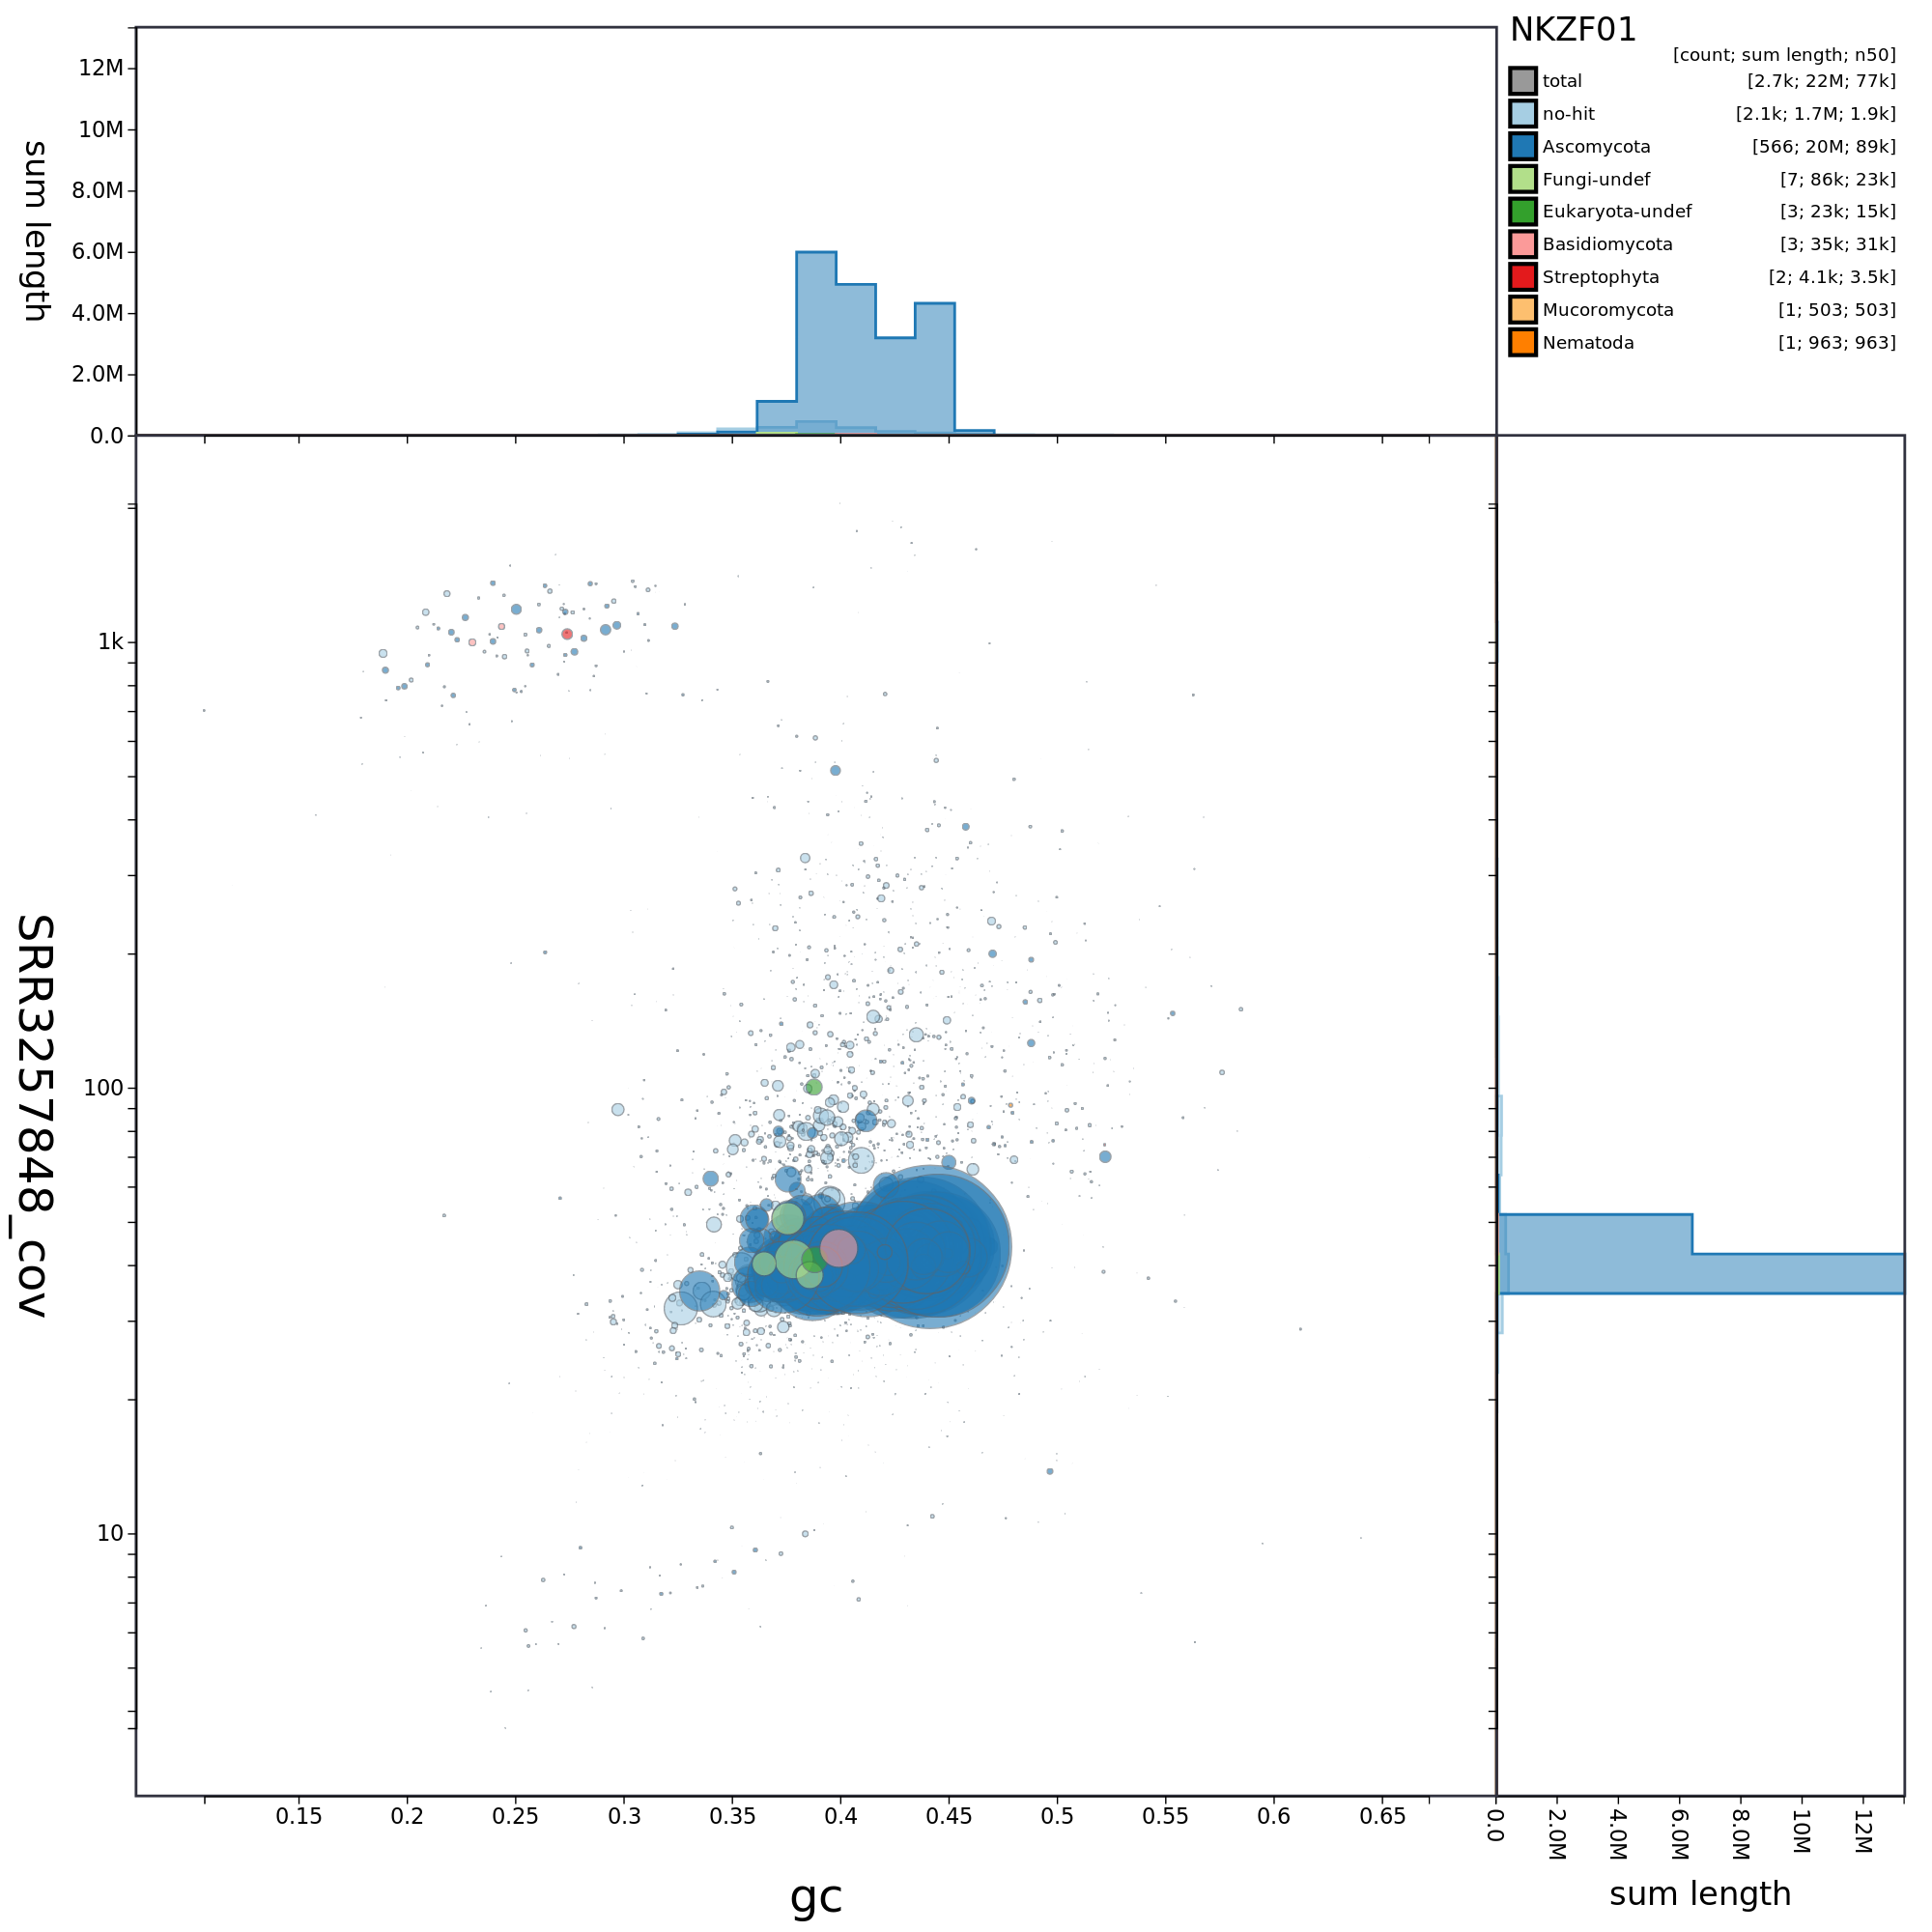 NKZF01
[count; sum length; n50]
total [2.7k; 22M; 77k]
no-hit [2.1k; 1.7M; 1.9k]
Ascomycota [566; 20M; 89k]
Fungi-undef [7; 86k; 23k]
Eukaryota-undef [3; 23k; 15k]
Basidiomycota [3; 35k; 31k]
Streptophyta [2; 4.1k; 3.5k]
Mucoromycota [1; 503; 503]
Nematoda [1; 963; 963]
sum length
12M
10M
8.0M
6.0M
4.0M
2.0M
0.0
SRR3257848_cov
1k
100
10
0.15 0.2 0.25 0.3 0.35 0.4 0.45 0.5 0.55 0.6 0.65
gc
0.0 2.0M 4.0M 6.0M 8.0M 10M 12M
sum length